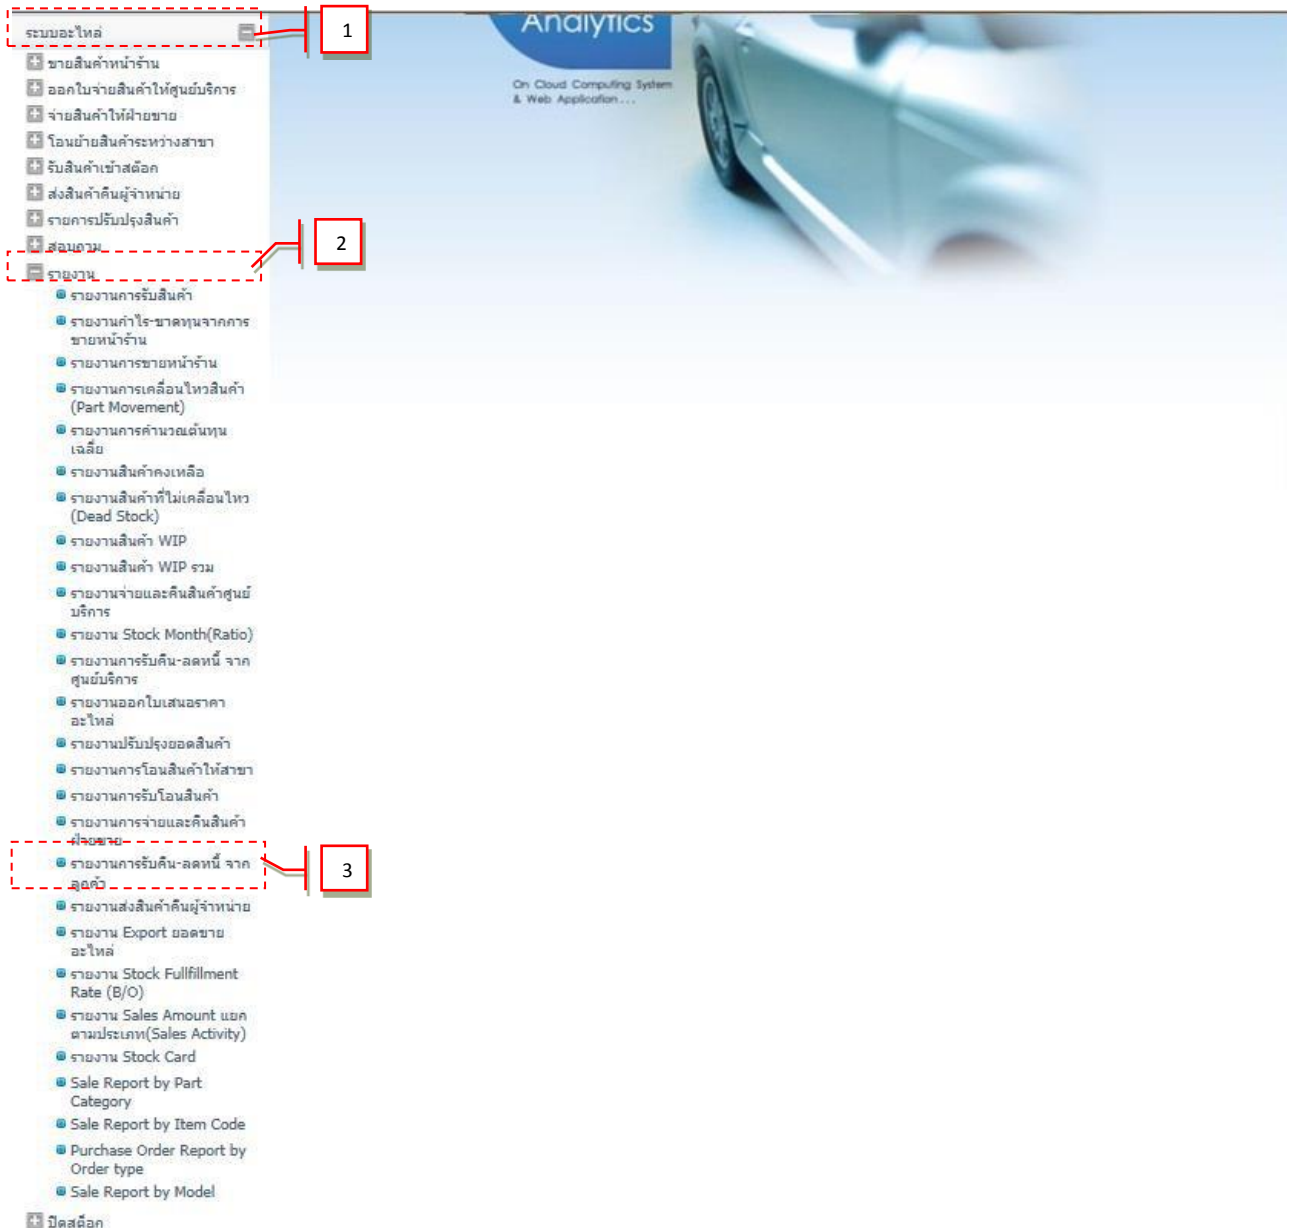 ระบบอะไหล่
1
Analytics
On Cloud Computing System
& Web Application...
ขายสินค้าหน้าร้าน
ออกใบจ่ายสินค้าให้ศูนย์บริการ
จ่ายสินค้าให้ฝ่ายขาย
โอนย้ายสินค้าระหว่างสาขา
รับสินค้าเข้าสต๊อก
ส่งสินค้าคืนผู้จำหน่าย
รายการปรับปรุงสินค้า
สอบถาม
2
รายงาน
รายงานการรับสินค้า
รายงานกำไร-ขาดทุนจากการ
ขายหน้าร้าน
รายงานการขายหน้าร้าน
รายงานการเคลื่อนไหวสินค้า
(Part Movement)
รายงานการคำนวณต้นทุน
เฉลี่ย
รายงานสินค้าคงเหลือ
รายงานสินค้าที่ไม่เคลื่อนไหว
(Dead Stock)
รายงานสินค้า WIP
รายงานสินค้า WIP รวม
รายงานจ่ายและคืนสินค้าศูนย์
บริการ
รายงาน Stock Month(Ratio)
รายงานการรับคืน-ลดหนี้ จาก
ศูนย์บริการ
รายงานออกใบเสนอราคา
อะไหล่
รายงานปรับปรุงยอดสินค้า
รายงานการโอนสินค้าให้สาขา
รายงานการรับโอนสินค้า
รายงานการจ่ายและคืนสินค้า
ฝ่ายขาย
รายงานการรับคืน-ลดหนี้ จาก
ลูกค้า
3
รายงานส่งสินค้าคืนผู้จำหน่าย
รายงาน Export ยอดขาย
อะไหล่
รายงาน Stock Fullfillment
Rate (B/O)
รายงาน Sales Amount แยก
ตามประเภท(Sales Activity)
รายงาน Stock Card
Sale Report by Part
Category
Sale Report by Item Code
Purchase Order Report by
Order type
Sale Report by Model
ปิดสต็อก